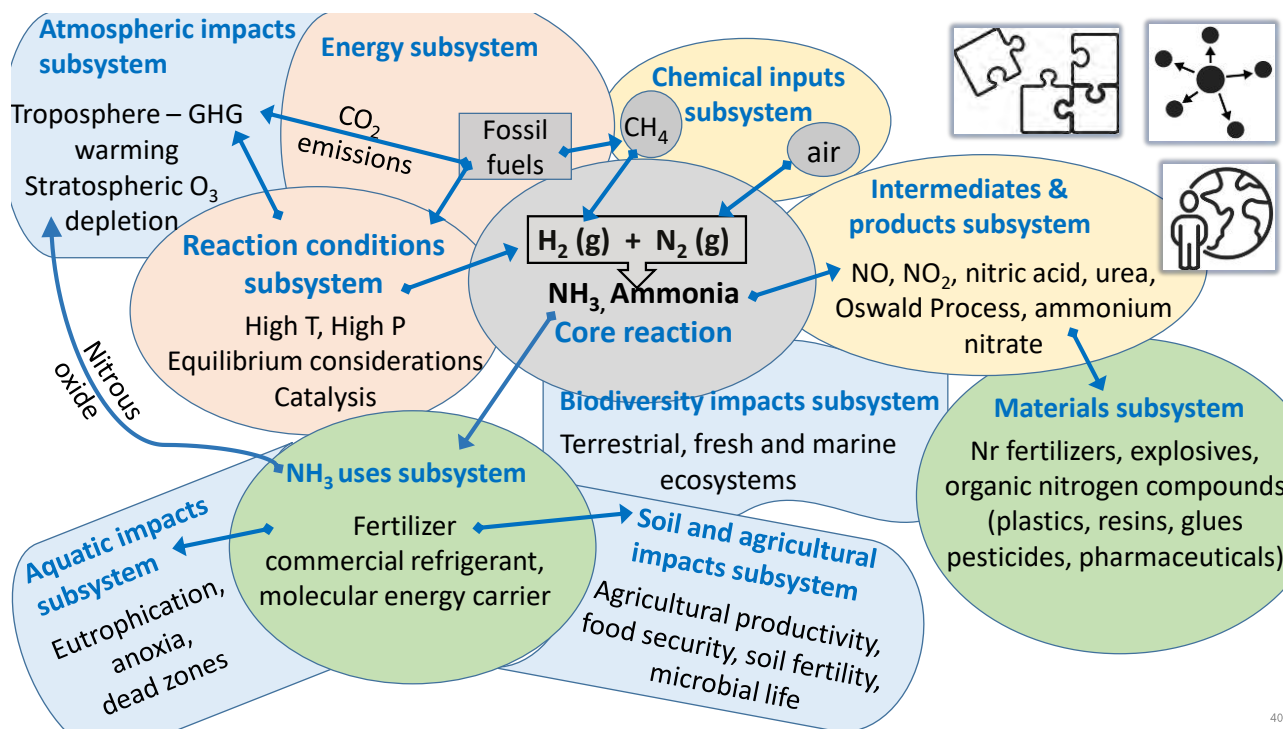 Atmospheric impacts
subsystem
Troposphere – GHG
warming
Stratospheric O₃
depletion
Energy subsystem
CO₂
emissions
Fossil
fuels
Chemical inputs
subsystem
CH₄
air
Reaction conditions
subsystem
High T, High P
Equilibrium considerations
Catalysis
H₂ (g) + N₂ (g)
NH₃, Ammonia
Core reaction
Intermediates &
products subsystem
NO, NO₂, nitric acid, urea,
Oswald Process, ammonium
nitrate
Nitrous
oxide
Biodiversity impacts subsystem
Terrestrial, fresh and marine
ecosystems
Materials subsystem
Nr fertilizers, explosives,
organic nitrogen compounds
(plastics, resins, glues
pesticides, pharmaceuticals)
NH₃ uses subsystem
Fertilizer
commercial refrigerant,
molecular energy carrier
Aquatic impacts
subsystem
Eutrophication,
anoxia,
dead zones
Soil and agricultural
impacts subsystem
Agricultural productivity,
food security, soil fertility,
microbial life
40